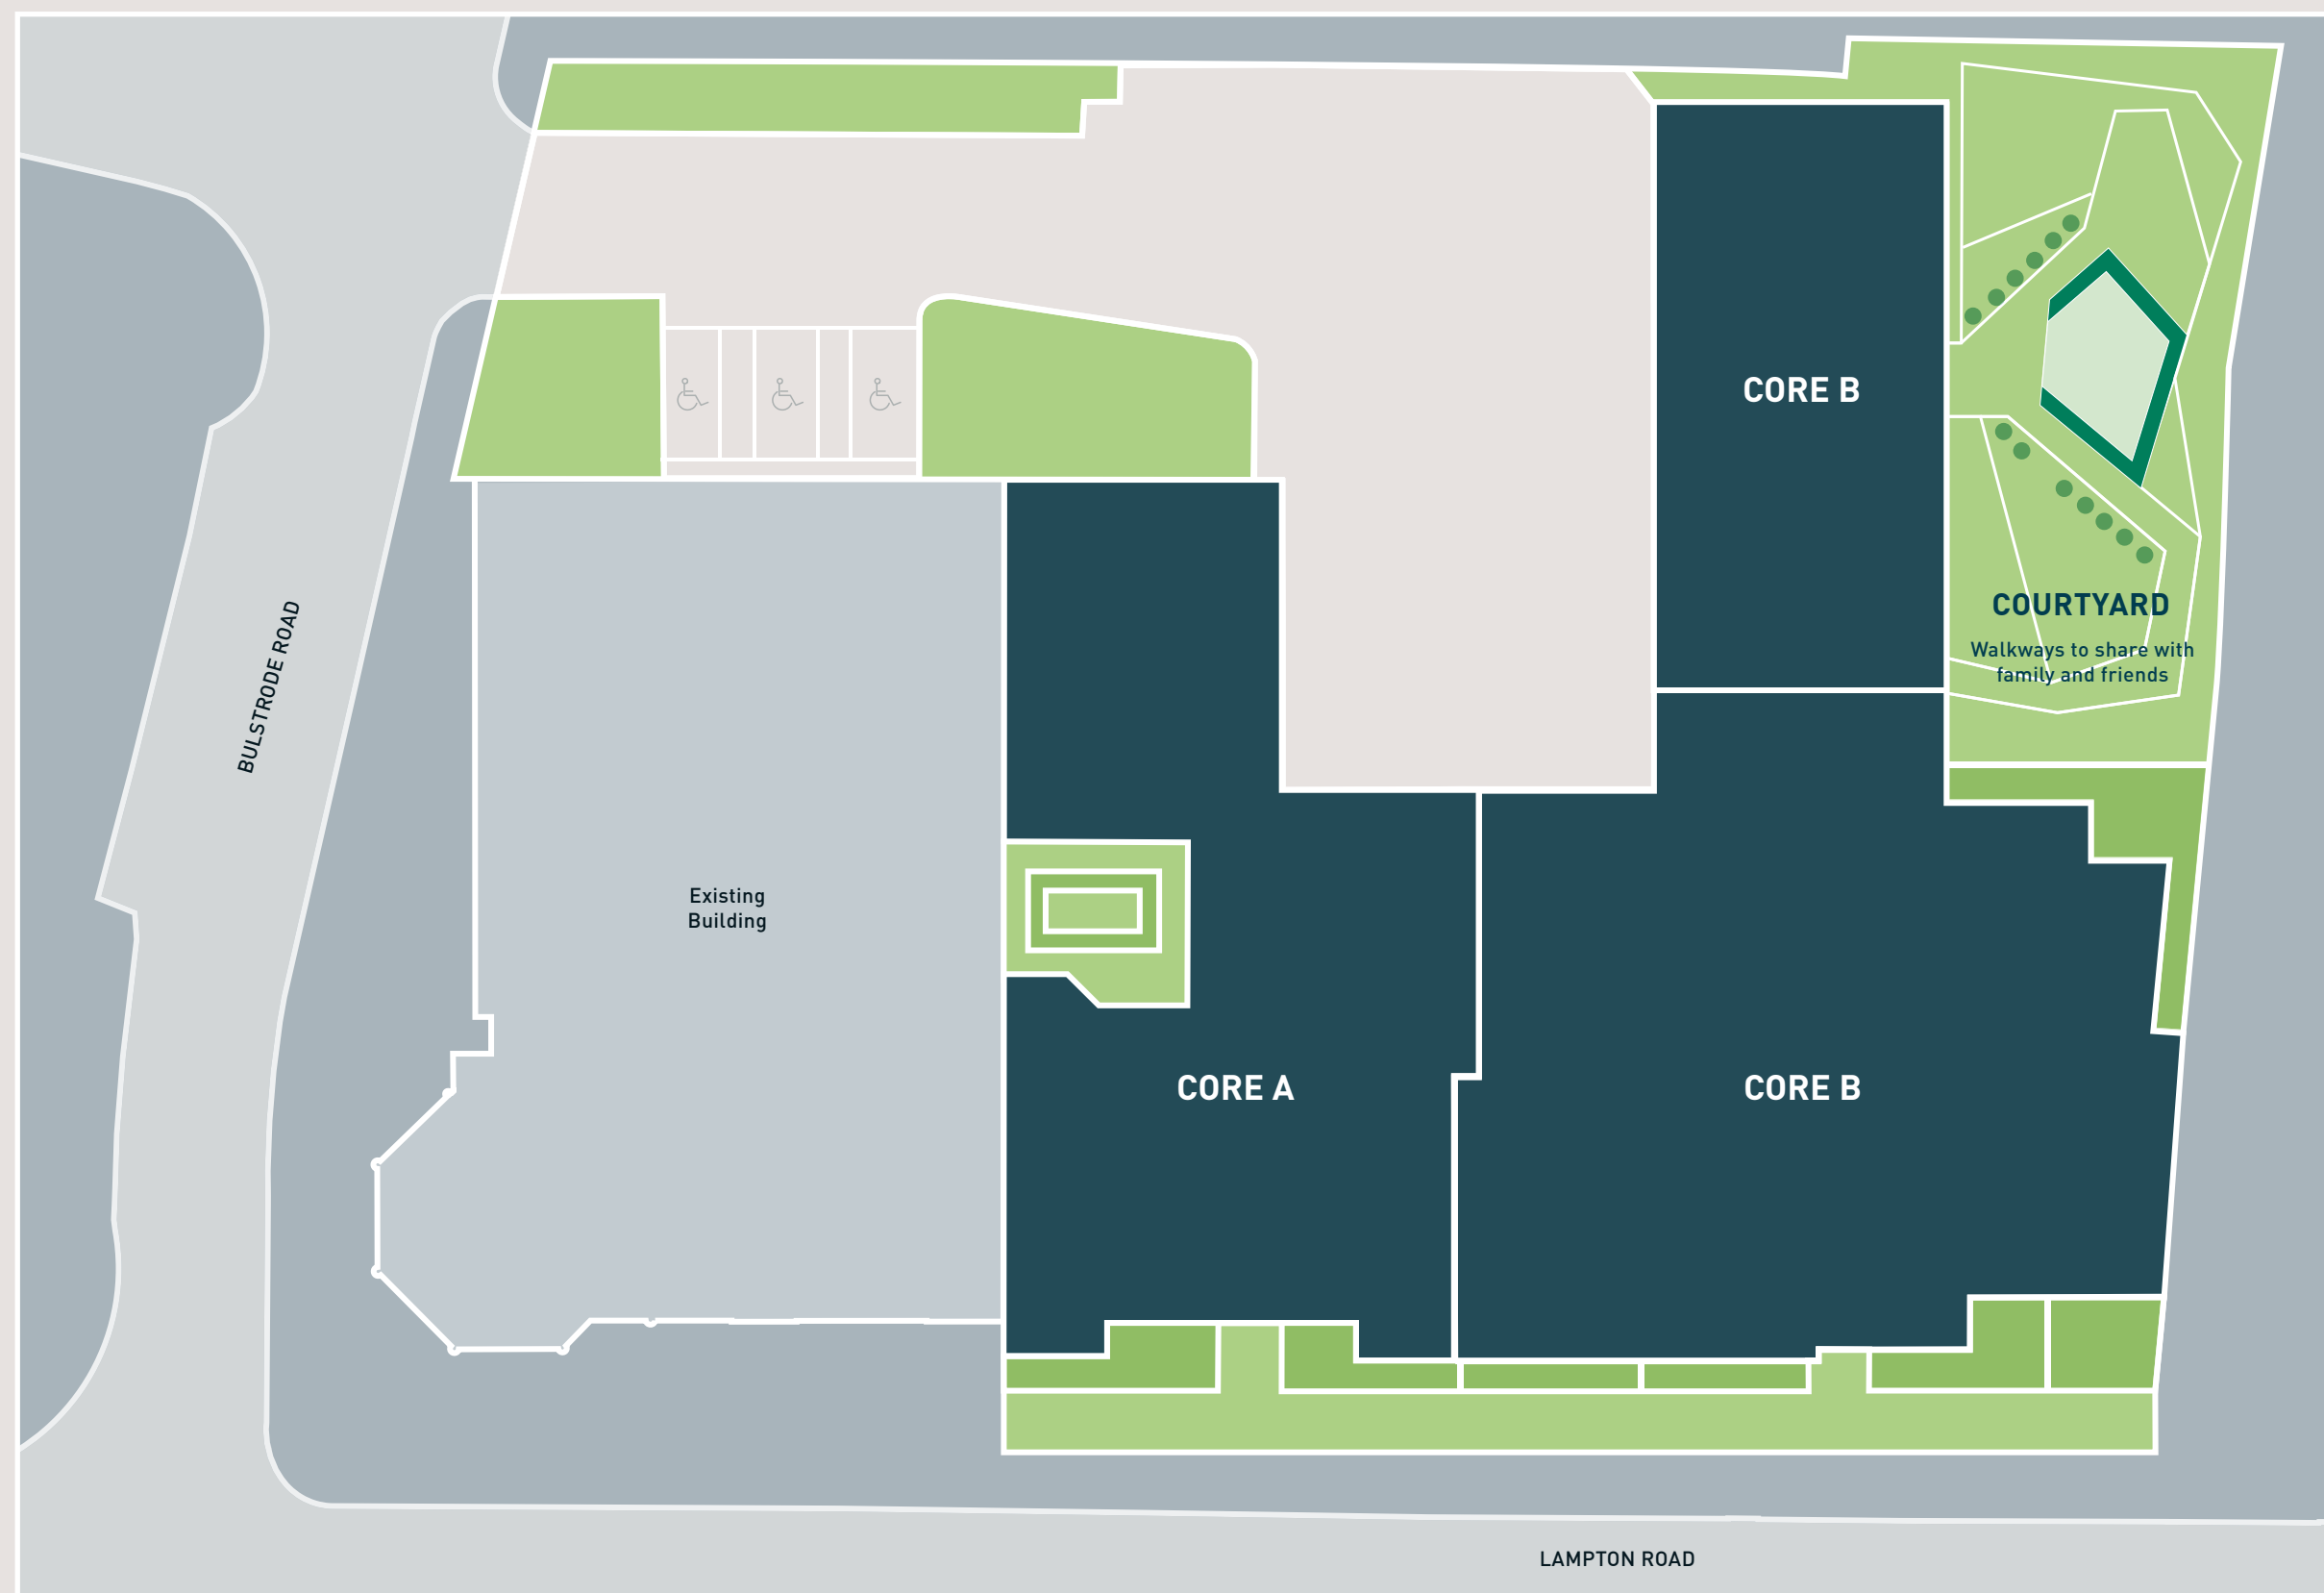 CORE B
COURTYARD
Walkways to share with
family and friends
BULSTRODE ROAD
Existing
Building
CORE A
CORE B
LAMPTON ROAD